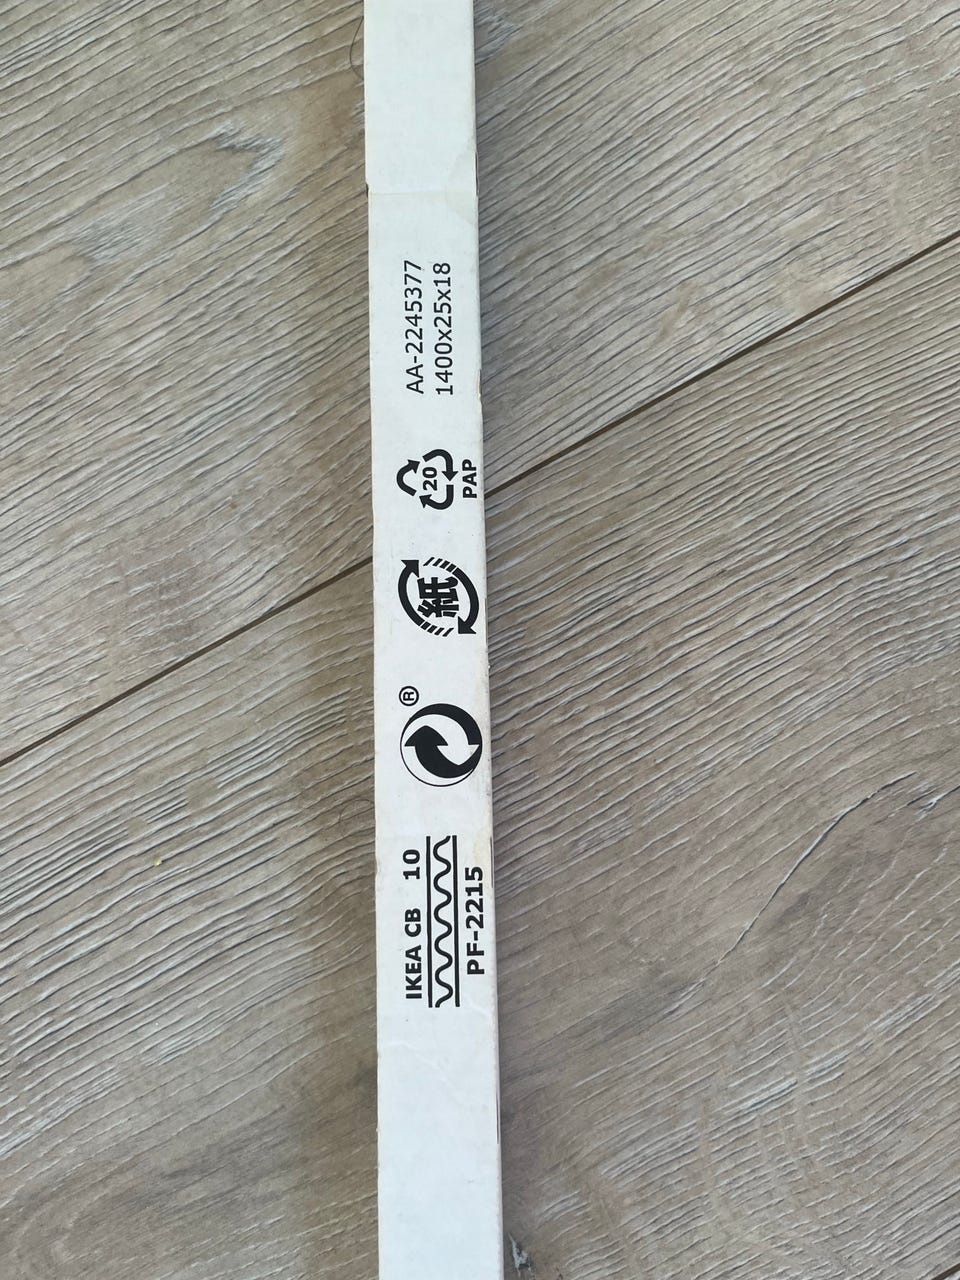 AA-2245377
1400x25x18
20
PAP
紙
®
IKEA CB 10
PF-2215